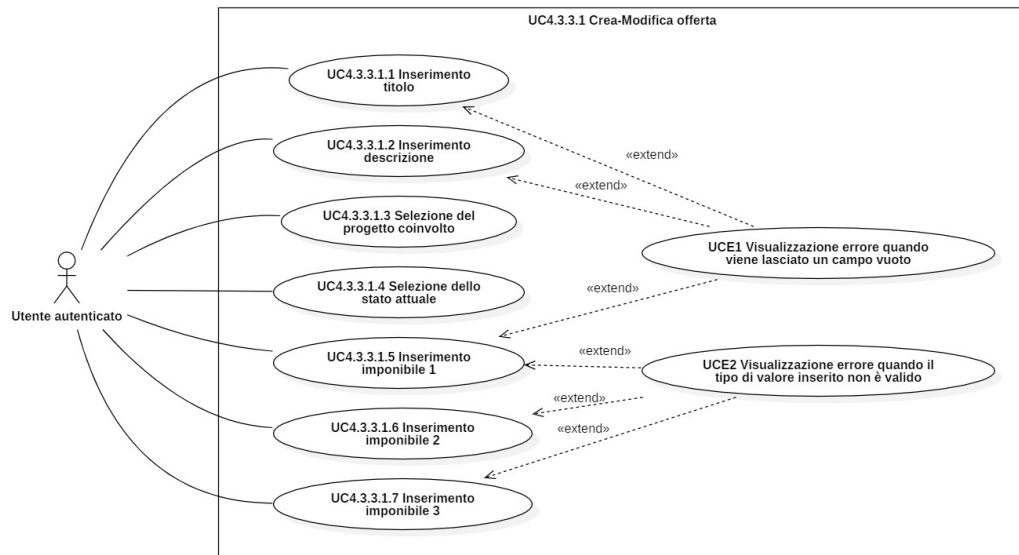 UC4.3.3.1 Crea-Modifica offerta
UC4.3.3.1.1 Inserimento
titolo
UC4.3.3.1.2 Inserimento
descrizione
«extend»
«extend»
UC4.3.3.1.3 Selezione del
progetto coinvolto
UCE1 Visualizzazione errore quando
viene lasciato un campo vuoto
Utente autenticato
UC4.3.3.1.4 Selezione dello
stato attuale
«extend»
UC4.3.3.1.5 Inserimento
imponibile 1
«extend»
UCE2 Visualizzazione errore quando il
tipo di valore inserito non è valido
«extend»
UC4.3.3.1.6 Inserimento
imponibile 2
«extend»
UC4.3.3.1.7 Inserimento
imponibile 3